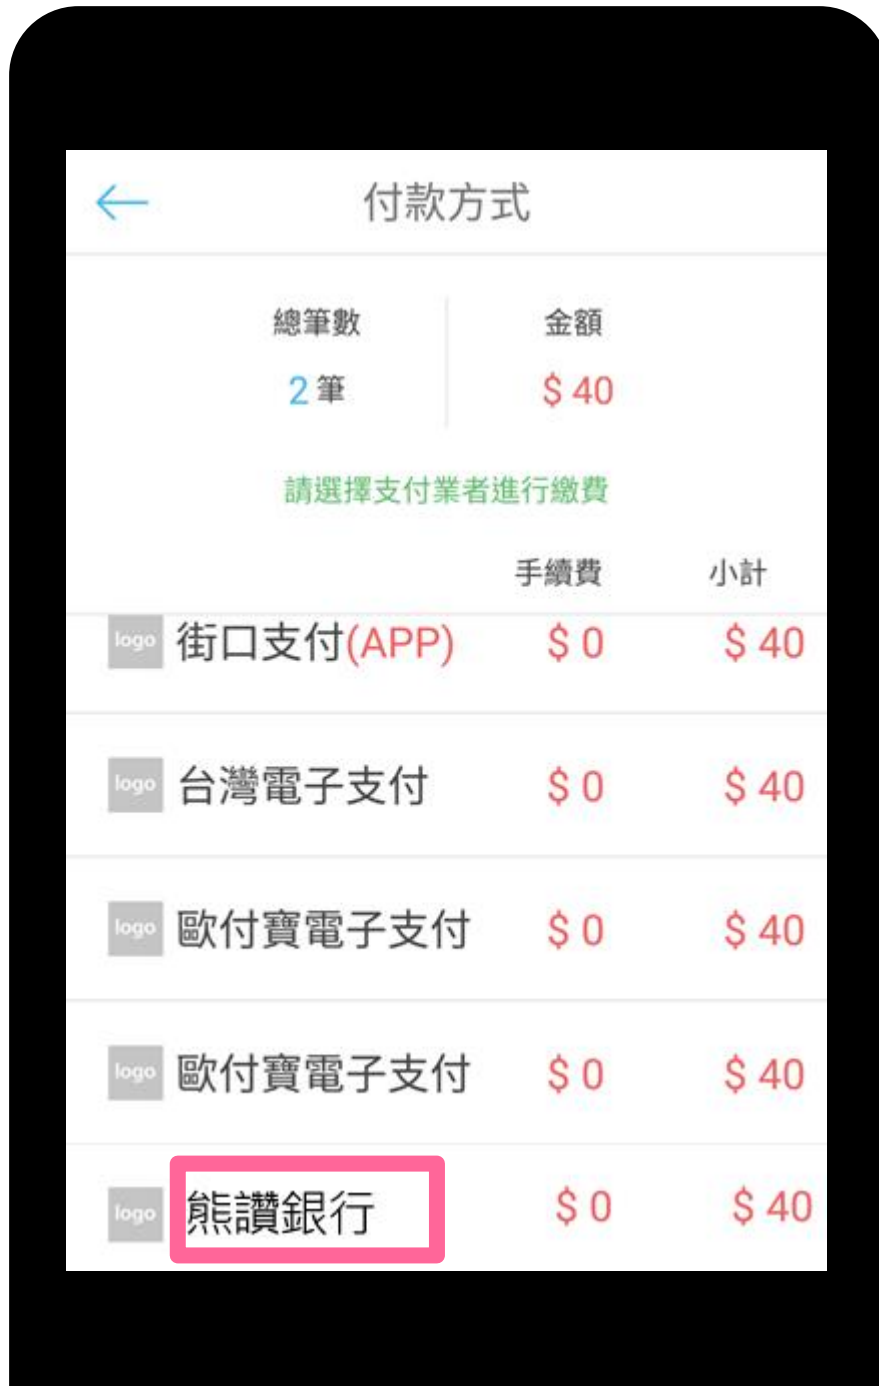 付款方式
總筆數 金額
2 筆 $ 40
請選擇支付業者進行繳費
手續費 小計
logo 街口支付(APP) $ 0 $ 40
logo 台灣電子支付 $ 0 $ 40
logo 歐付寶電子支付 $ 0 $ 40
logo 歐付寶電子支付 $ 0 $ 40
logo 熊讚銀行 $ 0 $ 40